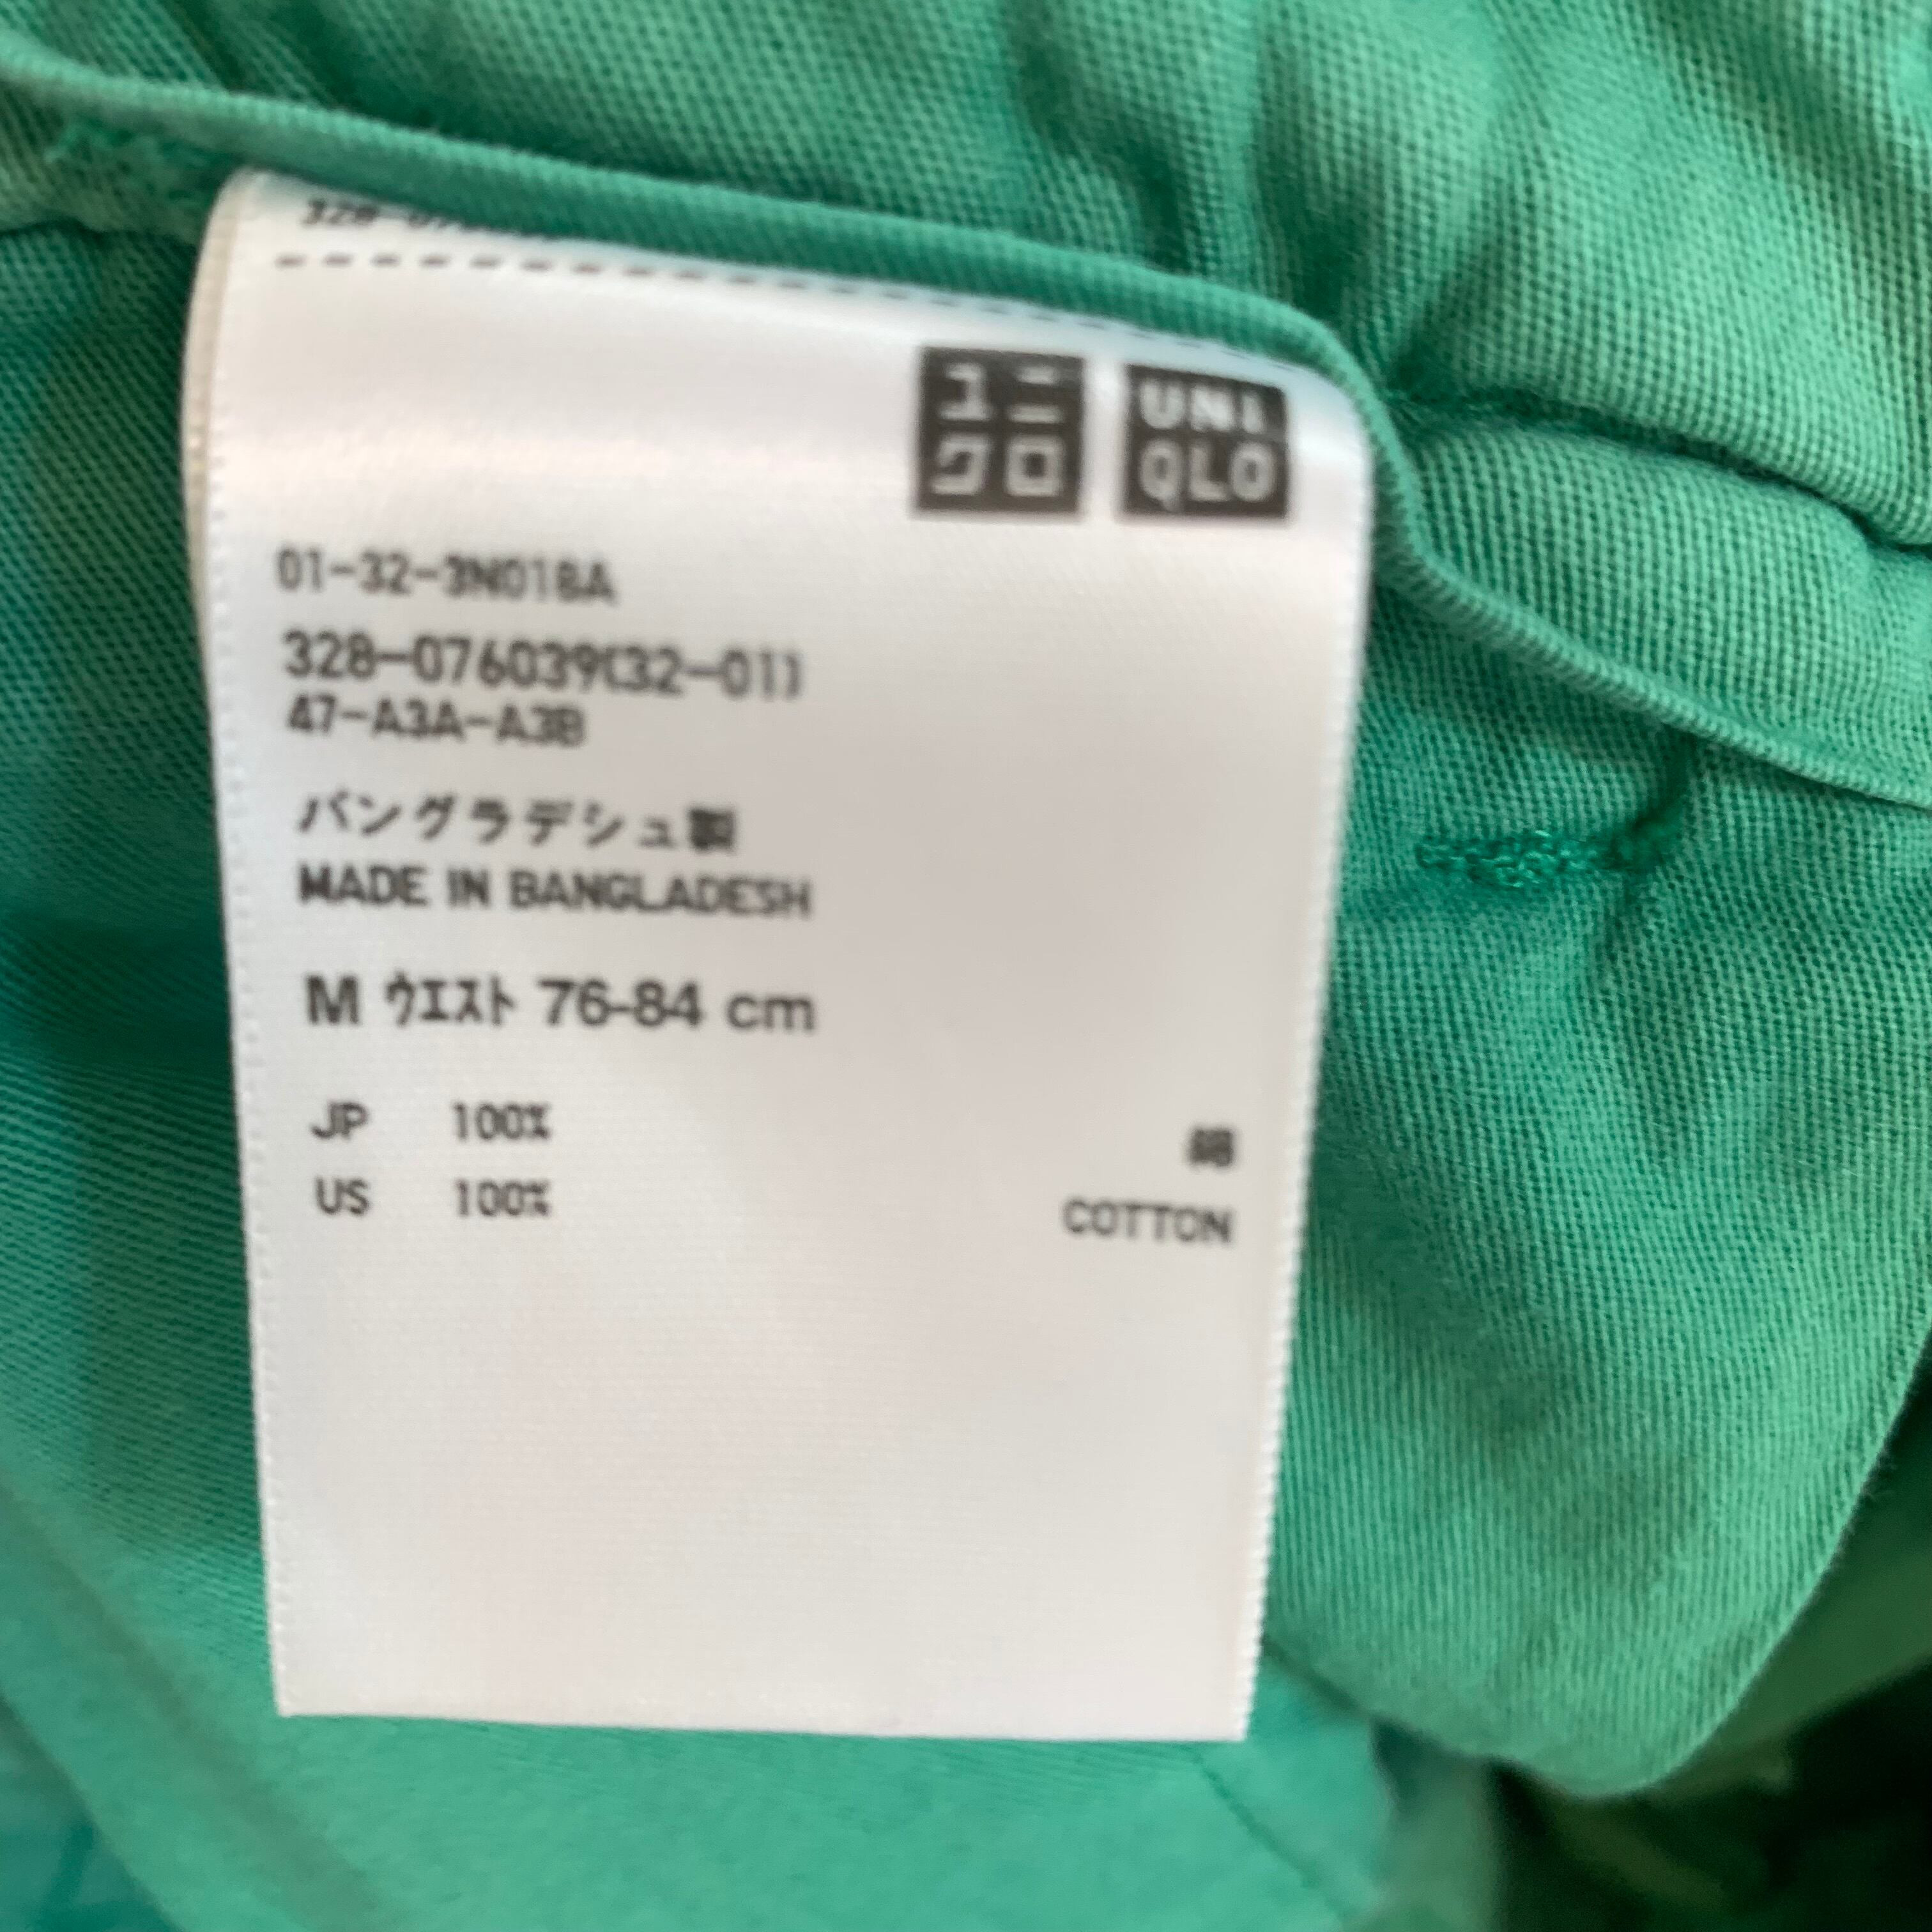 ユニ
クロ
UNI
QLO
01-32-3N018A
328-076039(32-01)
47-A3A-A3B
バングラデシュ製
MADE IN BANGLADESH
M ウエスト 76-84 cm
JP 100% 綿
US 100% COTTON